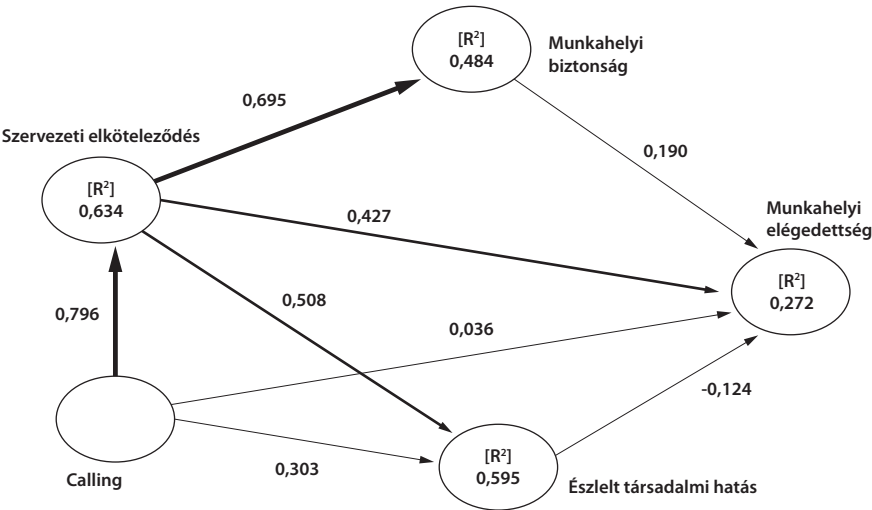 [R²]
0,484
Munkahelyi
biztonság
0,695
Szervezeti elköteleződés
0,190
[R²]
0,634
0,427
Munkahelyi
elégedettség
[R²]
0,272
0,508
0,796
0,036
-0,124
[R²]
0,595
0,303
Calling
Észlelt társadalmi hatás